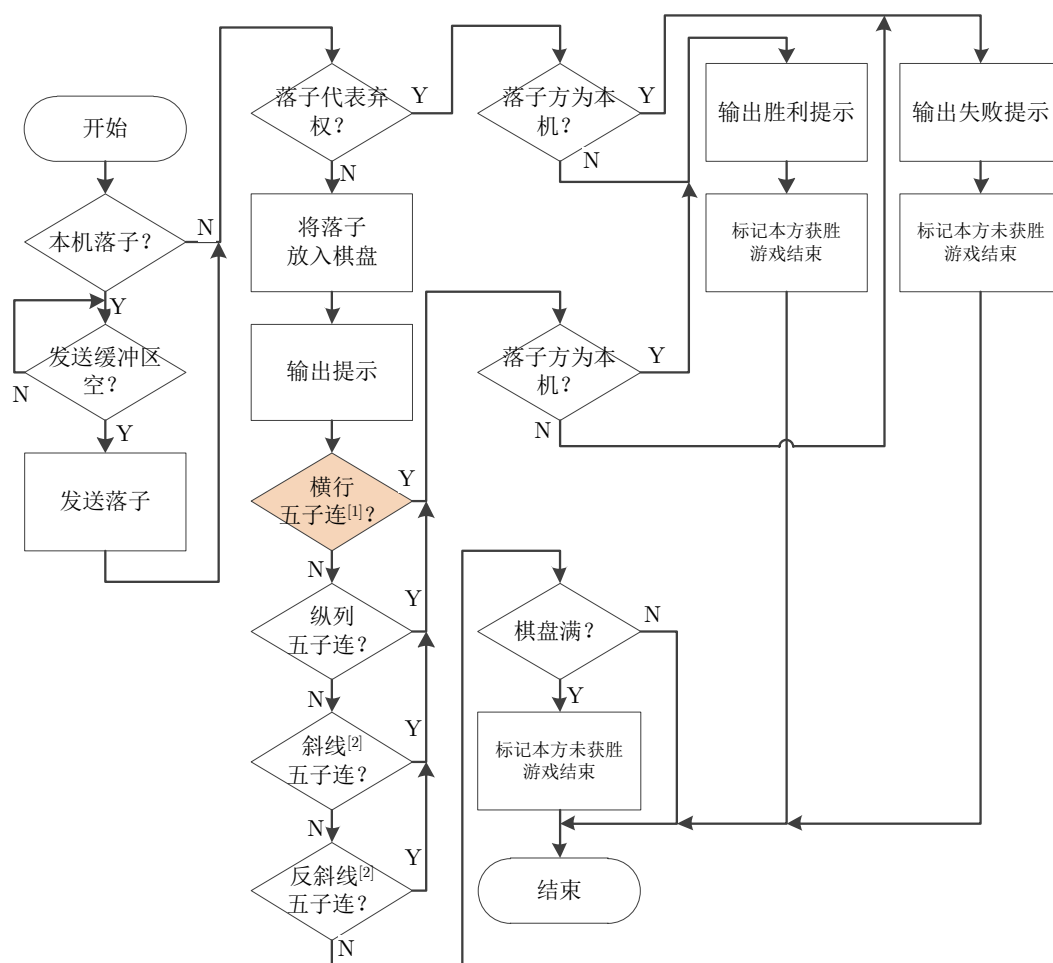 开始
本机落子？
N
Y
发送缓冲区
空？
N
Y
发送落子
落子代表弃
权？
Y
N
将落子
放入棋盘
输出提示
横行
五子连[1]？
Y
N
纵列
五子连？
Y
N
斜线[2]
五子连？
Y
N
反斜线[2]
五子连？
Y
N
落子方为本
机？
Y
N
落子方为本
机？
Y
N
棋盘满？
N
Y
标记本方未获胜
游戏结束
结束
输出胜利提示
标记本方获胜
游戏结束
输出失败提示
标记本方未获胜
游戏结束